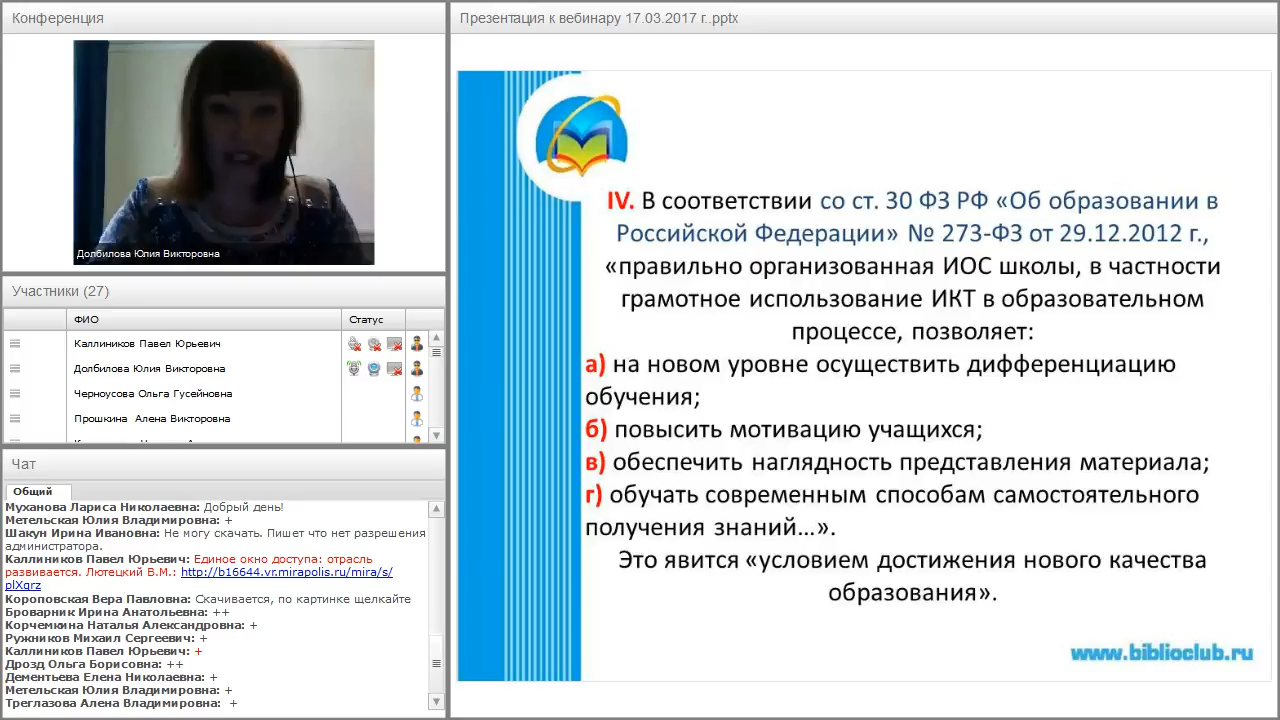 Конференция
Долбилова Юлия Викторовна
Участники (27)
ФИО Статус
Каллиников Павел Юрьевич
Долбилова Юлия Викторовна
Черноусова Ольга Гусейновна
Прошкина Алена Викторовна
Чат
Общий
Муханова Лариса Николаевна: Добрый день!
Метельская Юлия Владимировна: +
Шакун Ирина Ивановна: Не могу скачать. Пишет что нет разрешения
администратора.
Каллиников Павел Юрьевич: Единое окно доступа: отрасль
развивается. Лютецкий В.М.: http://b16644.vr.mirapolis.ru/mira/s/
plXqrz
Короповская Вера Павловна: Скачивается, по картинке щелкайте
Броварник Ирина Анатольевна: ++
Корчемкина Наталья Александровна: +
Ружников Михаил Сергеевич: +
Каллиников Павел Юрьевич: +
Дрозд Ольга Борисовна: ++
Дементьева Елена Николаевна: +
Метельская Юлия Владимировна: +
Треглазова Алена Владимировна: +
Презентация к вебинару 17.03.2017 г..pptx
IV. В соответствии со ст. 30 ФЗ РФ «Об образовании в
Российской Федерации» № 273-ФЗ от 29.12.2012 г.,
«правильно организованная ИОС школы, в частности
грамотное использование ИКТ в образовательном
процессе, позволяет:
а) на новом уровне осуществить дифференциацию
обучения;
б) повысить мотивацию учащихся;
в) обеспечить наглядность представления материала;
г) обучать современным способам самостоятельного
получения знаний...».
Это явится «условием достижения нового качества
образования».
www.biblioclub.ru